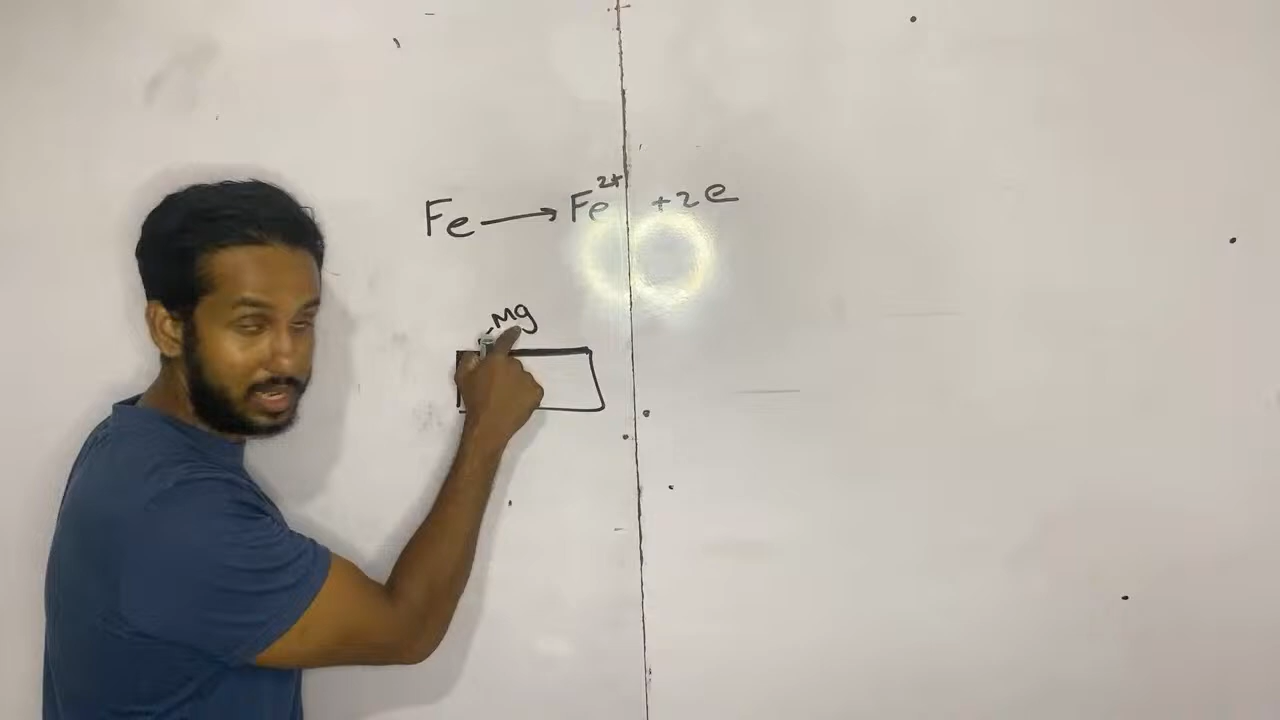 Fe → Fe²⁺ + 2e
Mg